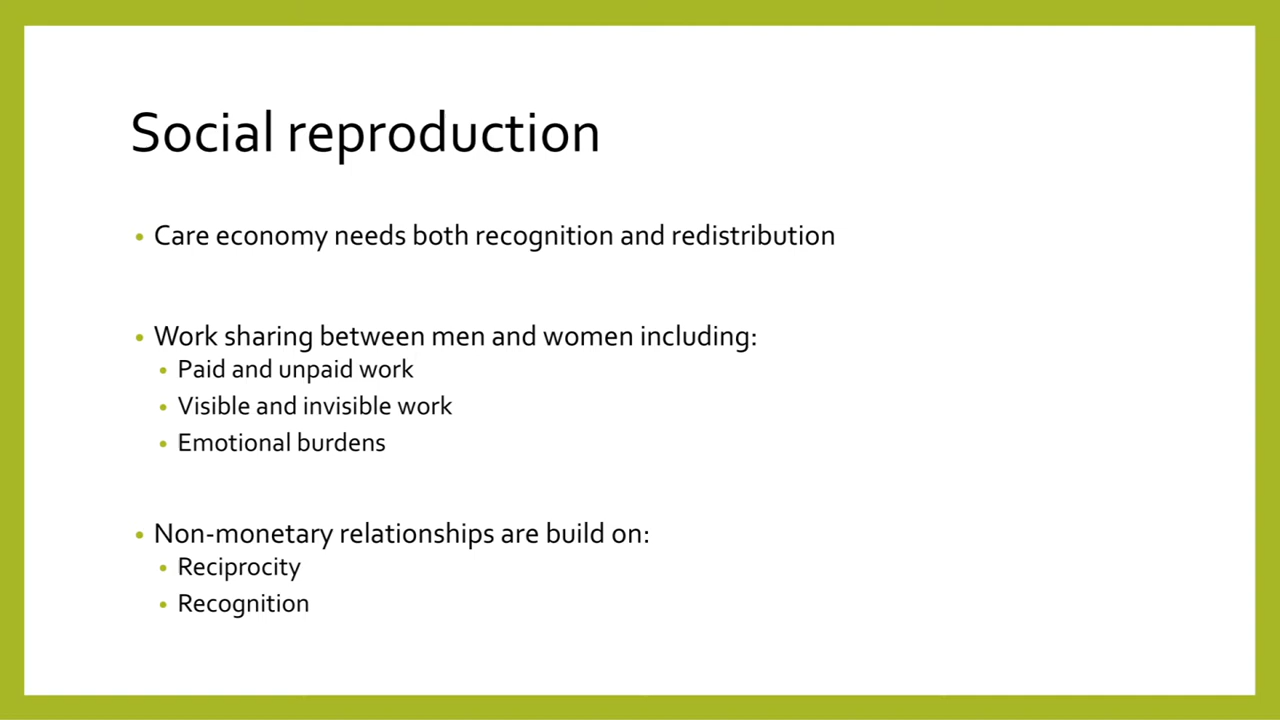 Social reproduction
• Care economy needs both recognition and redistribution
• Work sharing between men and women including:
• Paid and unpaid work
• Visible and invisible work
• Emotional burdens
• Non-monetary relationships are build on:
• Reciprocity
• Recognition